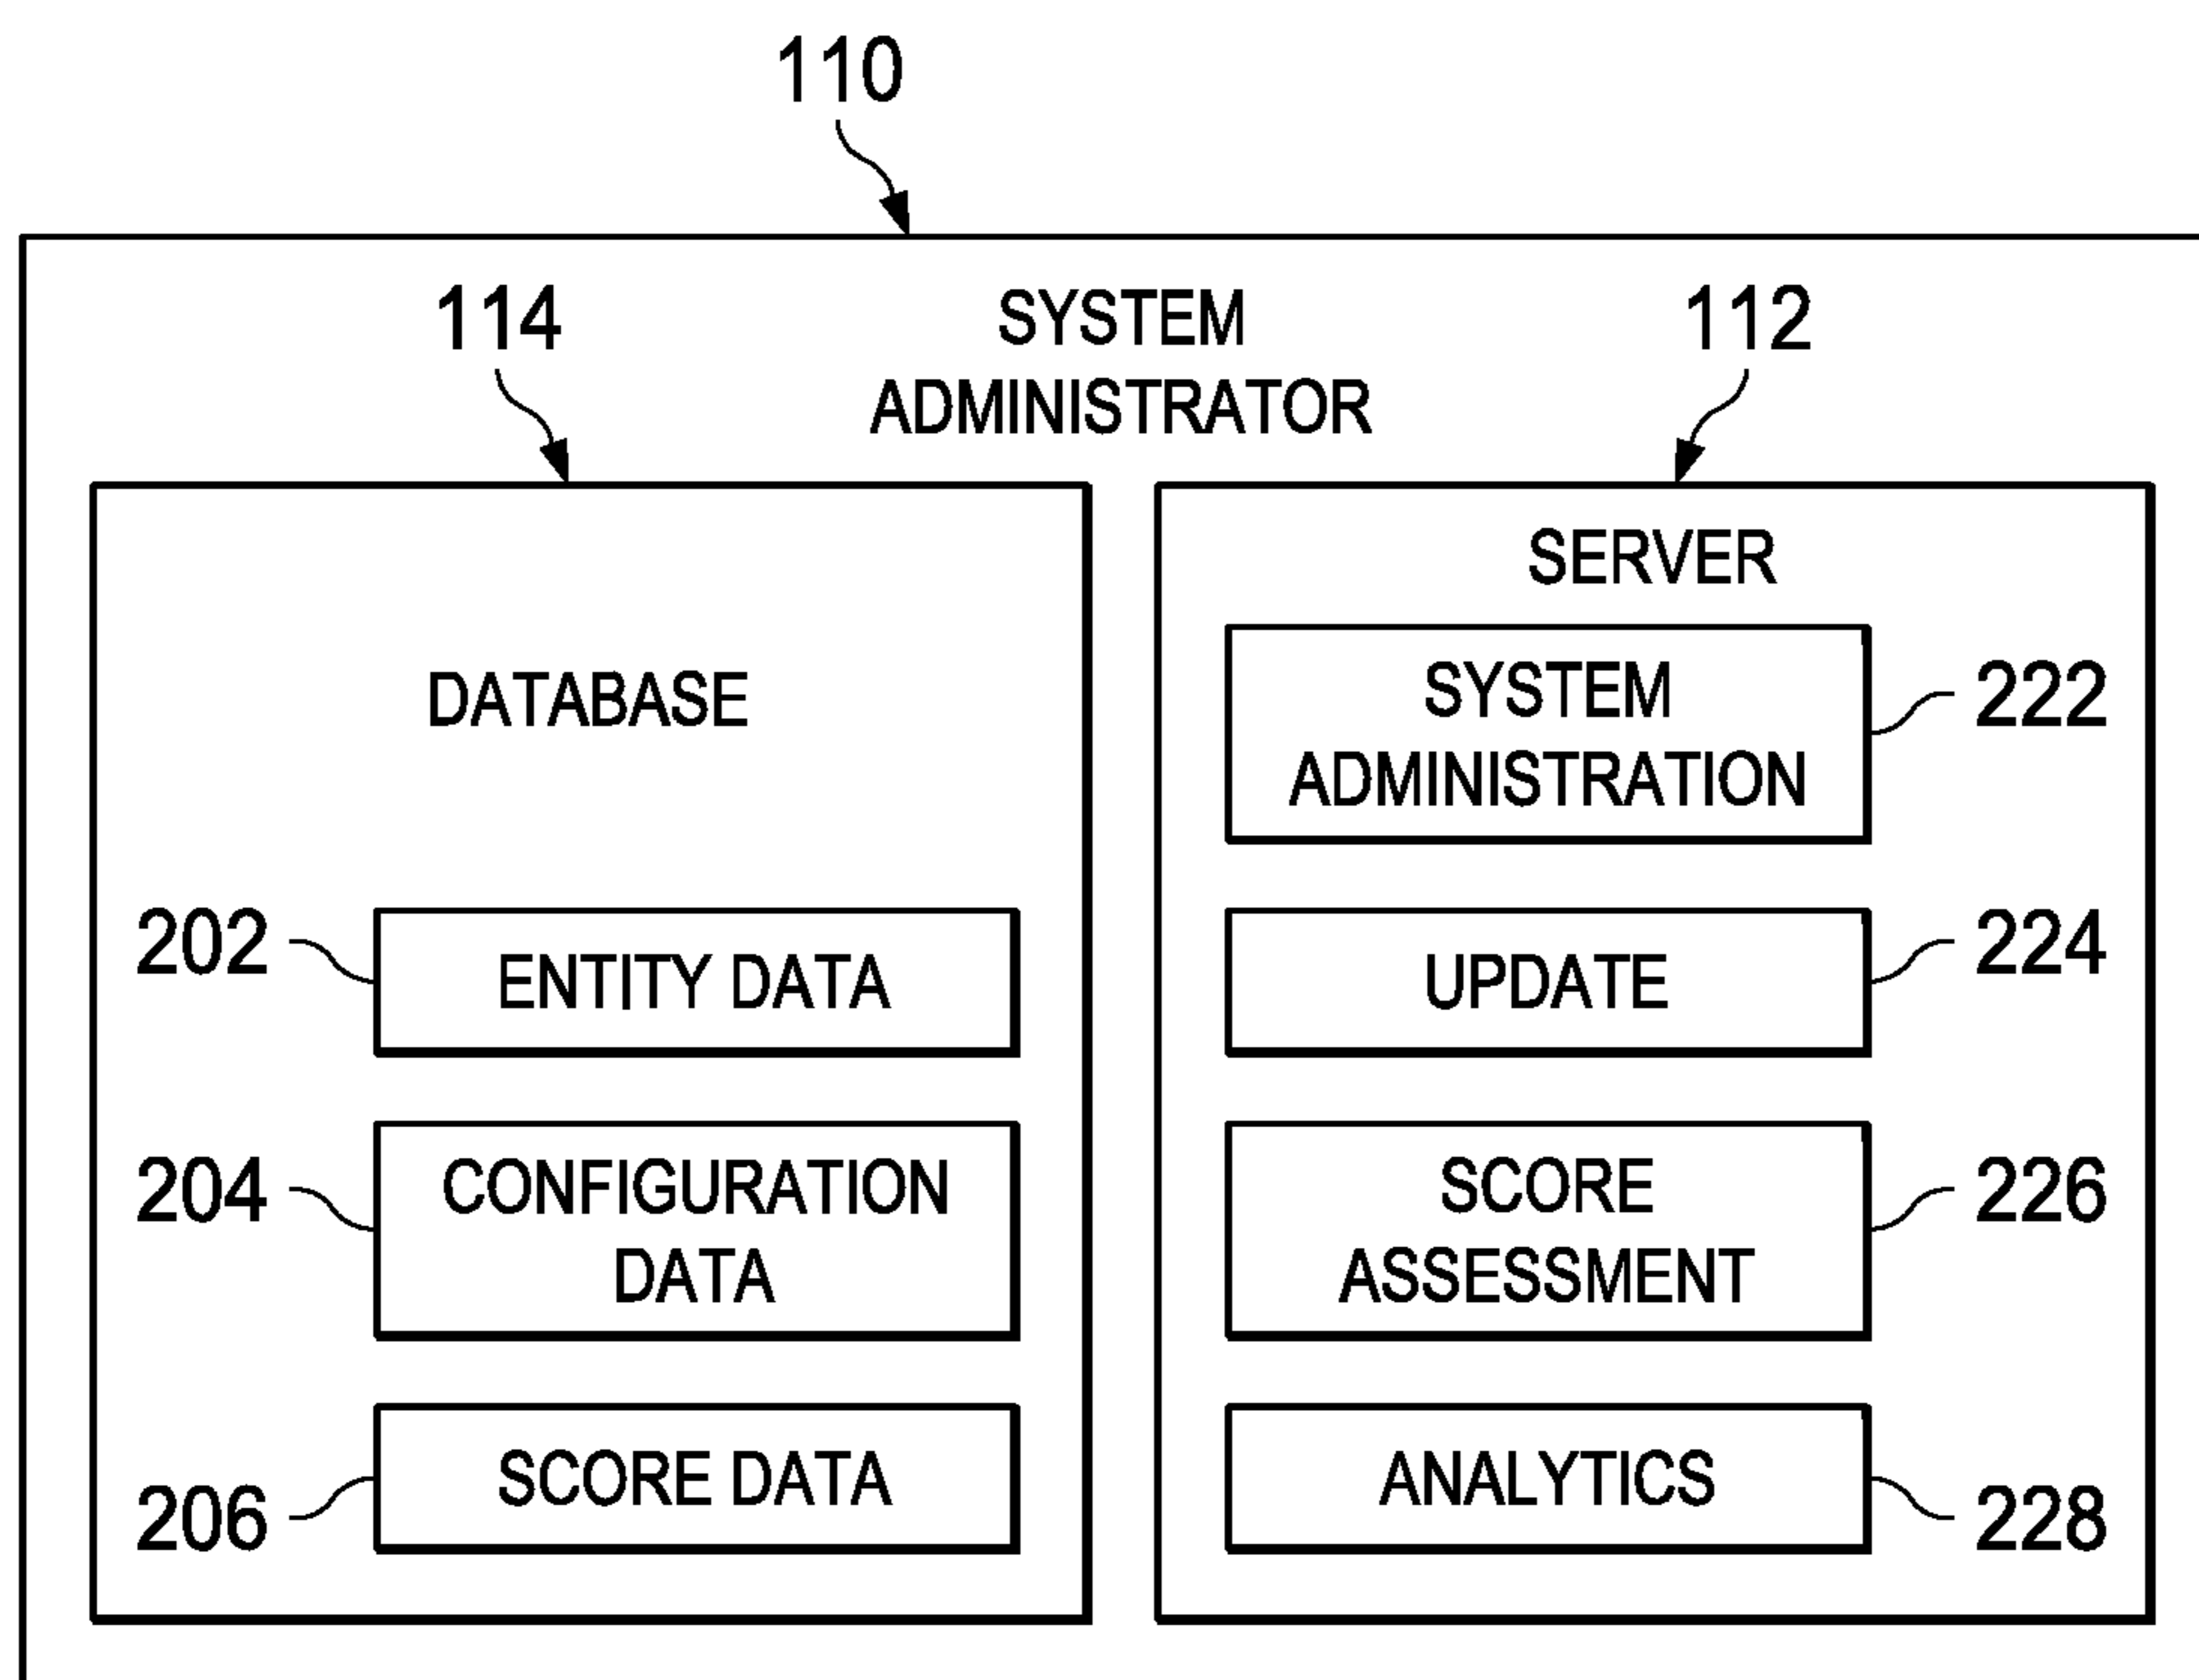 110
SYSTEM
ADMINISTRATOR
114
112
DATABASE
202
ENTITY DATA
204
CONFIGURATION
DATA
206
SCORE DATA
SERVER
SYSTEM
ADMINISTRATION
222
UPDATE
224
SCORE
ASSESSMENT
226
ANALYTICS
228